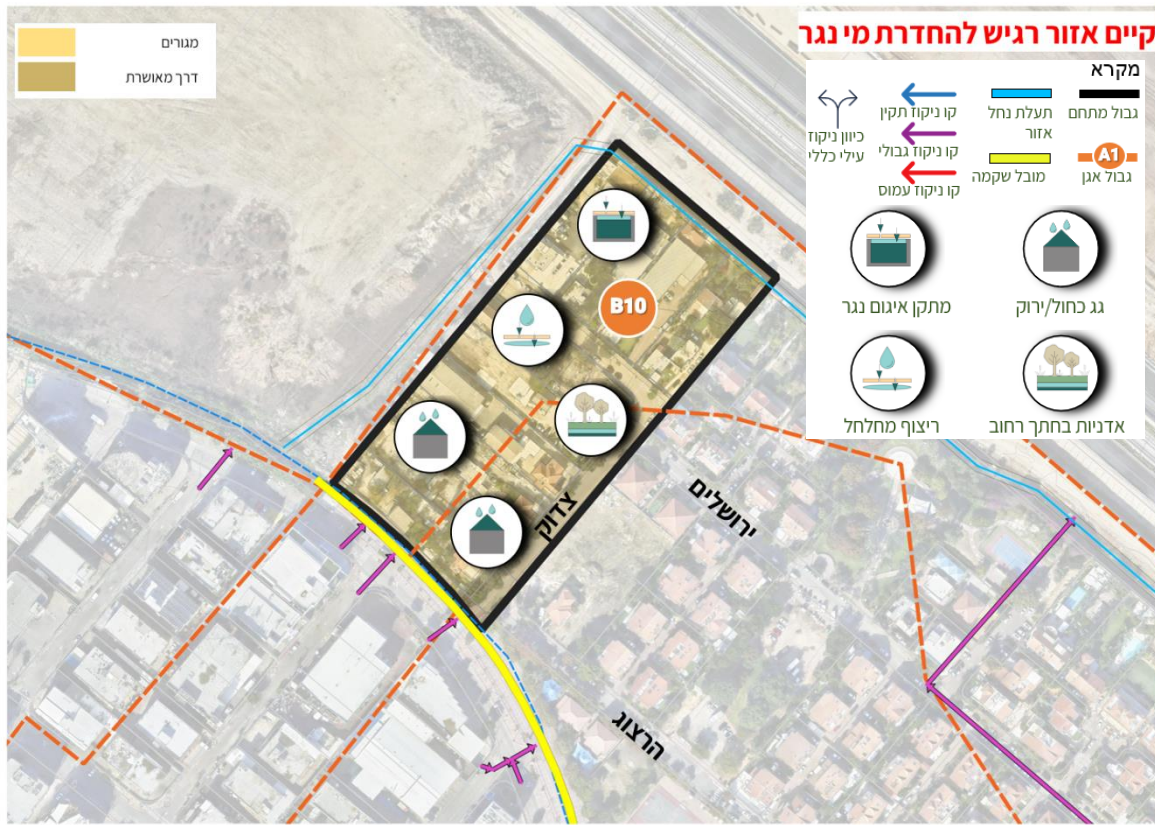 קיים אזור רגיש להחדרת מי נגר
מגורים
דרך מאושרת
מקרא
גבול מתחם
תעלת נחל
אזור
קו ניקוז תקין
כיוון ניקוז
עילי כללי
A1
גבול אגן
מובל שקמה
קו ניקוז גבולי
קו ניקוז עמוס
גג כחול/ירוק
מתקן איגום נגר
אדניות בחתך רחוב
ריצוף מחלחל
B10
צדוק
ירושלים
הרצוג